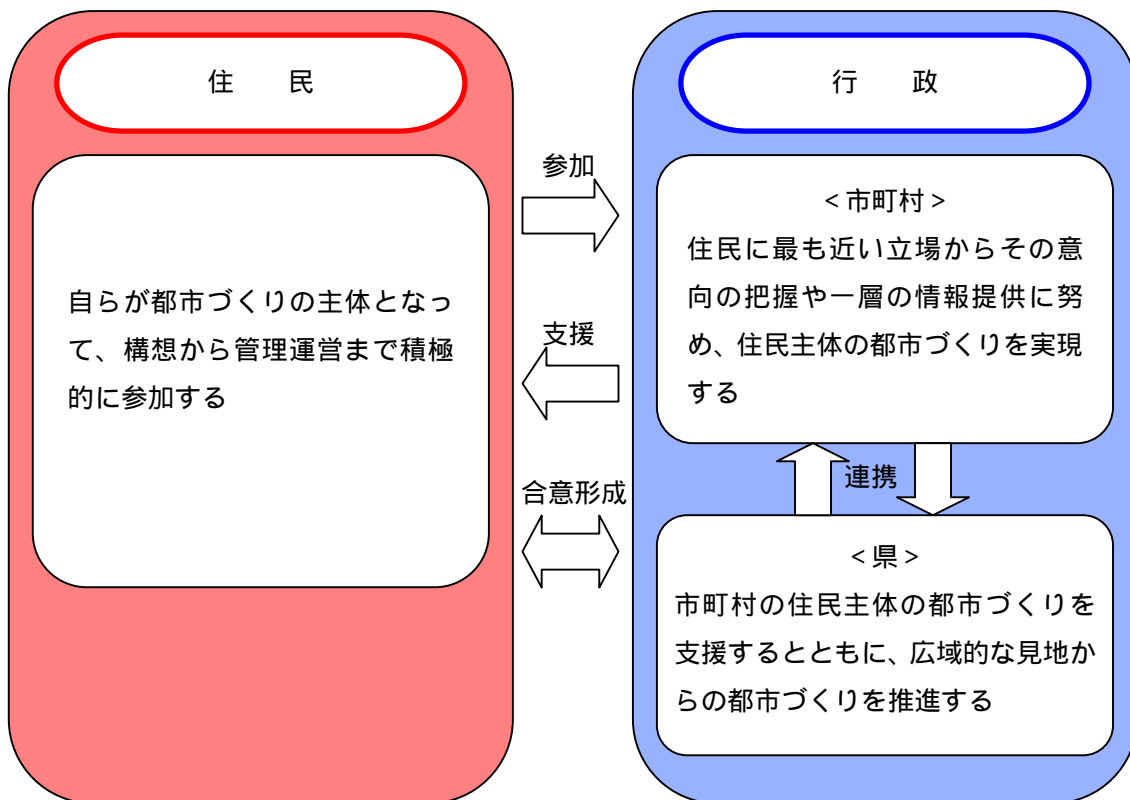 住　民
自らが都市づくりの主体となっ
て、構想から管理運営まで積極
的に参加する
参加
支援
合意形成
行　政
＜市町村＞
住民に最も近い立場からその意
向の把握や一層の情報提供に努
め、住民主体の都市づくりを実現
する
連携
＜県＞
市町村の住民主体の都市づくりを
支援するとともに、広域的な見地か
らの都市づくりを推進する